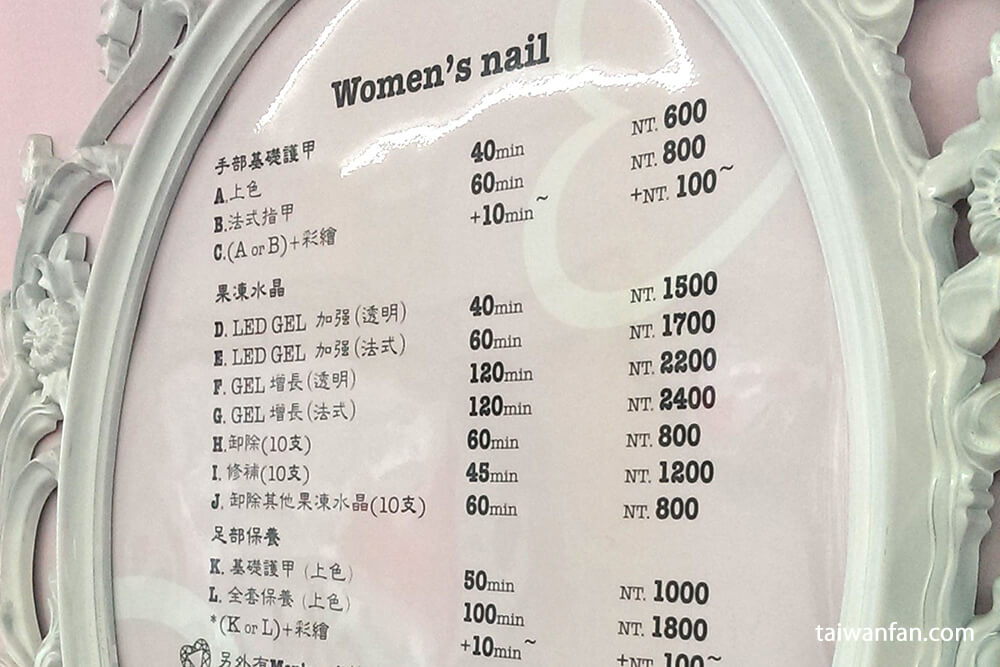 Women's nail
手部基礎護甲
A.上色 40min NT. 600
B.法式指甲 60min NT. 800
C.(A or B)+彩繪 +10min~ +NT. 100~
果凍水晶
D. LED GEL 加强(透明) 40min NT. 1500
E. LED GEL 加强(法式) 60min NT. 1700
F. GEL 增長(透明) 120min NT. 2200
G. GEL 增長(法式) 120min NT. 2400
H.卸除(10支) 60min NT. 800
I.修補(10支) 45min NT. 1200
J. 卸除其他果凍水晶(10支) 60min NT. 800
足部保養
K. 基礎護甲 (上色) 50min NT. 1000
L. 全套保養 (上色) 100min NT. 1800
*(K or L)+彩繪 +10min~ +NT. 100~
另外有Men's
taiwanfan.com